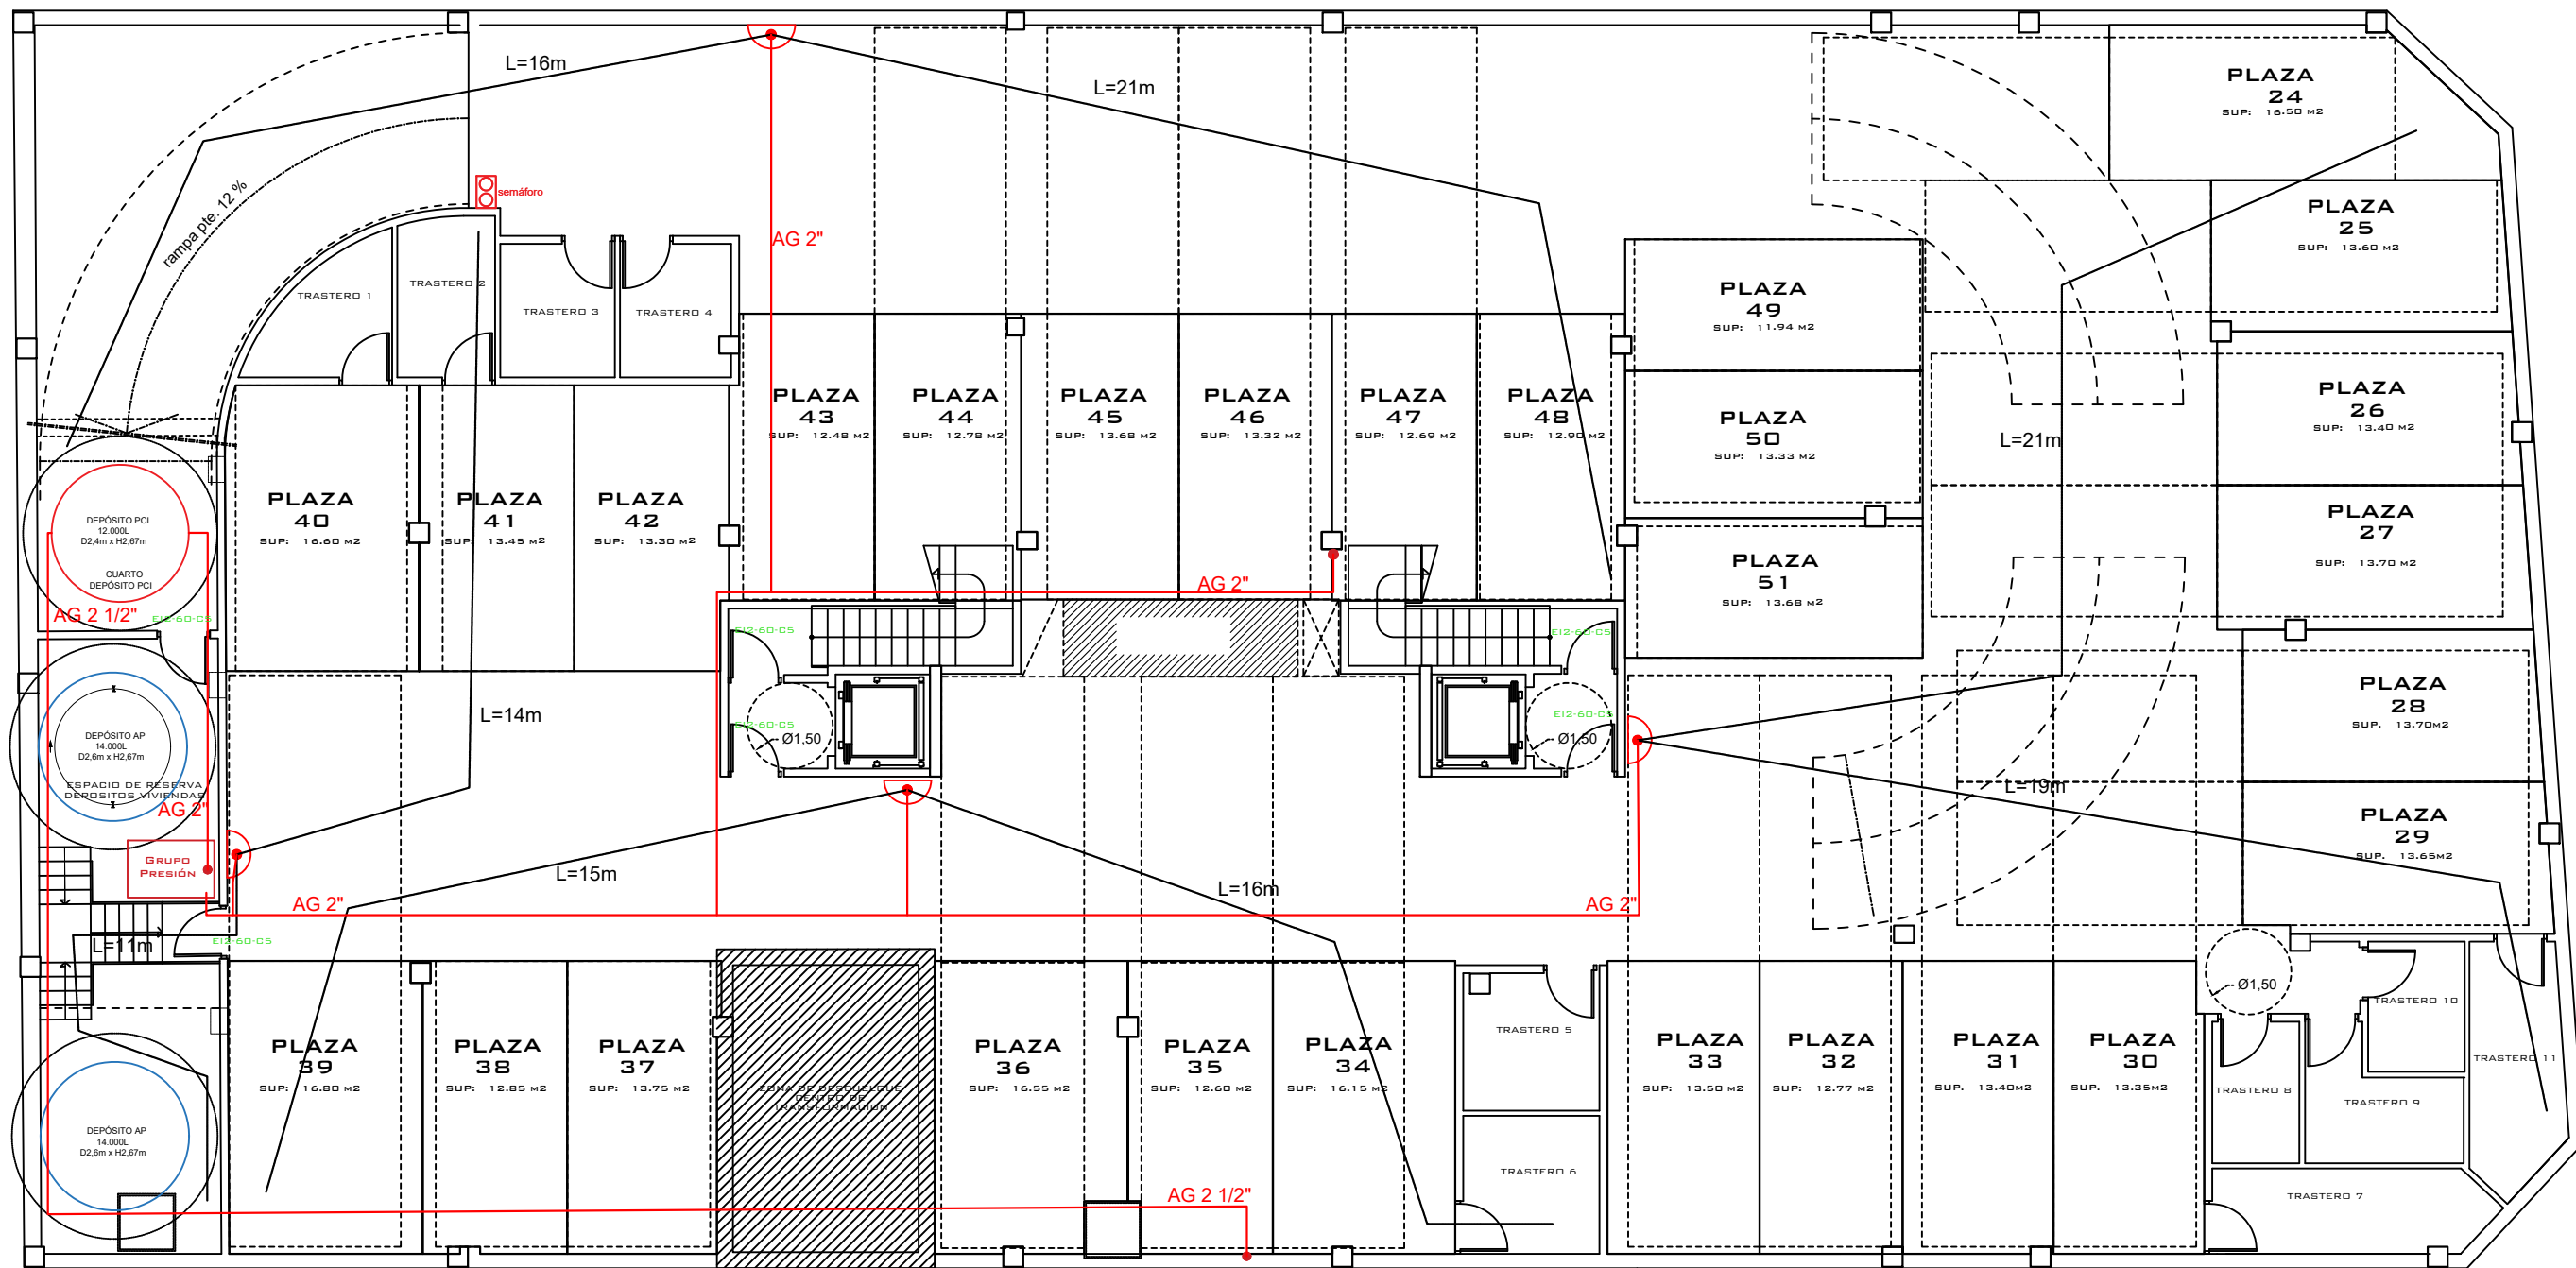 L=16m
L=21m
PLAZA
24
SUP: 16.50 M2
rampa pte. 12 %
semáforo
PLAZA
25
SUP: 13.60 M2
AG 2"
TRASTERO 1
TRASTERO 2
TRASTERO 3
TRASTERO 4
PLAZA
49
SUP: 11.94 M2
PLAZA
43
SUP: 12.48 M2
PLAZA
44
SUP: 12.78 M2
PLAZA
45
SUP: 13.68 M2
PLAZA
46
SUP: 13.32 M2
PLAZA
47
SUP: 12.69 M2
PLAZA
48
SUP: 12.90 M2
PLAZA
50
SUP: 13.33 M2
L=21m
PLAZA
26
SUP: 13.40 M2
PLAZA
40
SUP: 16.60 M2
PLAZA
41
SUP: 13.45 M2
PLAZA
42
SUP: 13.30 M2
PLAZA
27
SUP: 13.70 M2
DEPÓSITO PCI
12.000L
D2,4m x H2,67m
CUARTO
DEPÓSITO PCI
AG 2 1/2"
EI2-60-C5
AG 2"
PLAZA
51
SUP: 13.68 M2
EI2-60-C5
EI2-60-C5
EI2-60-C5
EI2-60-C5
Ø1,50
Ø1,50
PLAZA
28
SUP. 13.70M2
L=14m
DEPÓSITO AP
14.000L
D2,6m x H2,67m
ESPACIO DE RESERVA
DEPOSITOS VIVIENDAS
AG 2"
L=19m
PLAZA
29
SUP. 13.65M2
GRUPO
PRESIÓN
L=15m
L=16m
AG 2"
AG 2"
EI2-60-C5
L=11m
Ø1,50
TRASTERO 10
PLAZA
39
SUP: 16.80 M2
PLAZA
38
SUP: 12.85 M2
PLAZA
37
SUP: 13.75 M2
ZONA DE DESCUELGUE
CENTRO DE
TRANSFORMACION
PLAZA
36
SUP: 16.55 M2
PLAZA
35
SUP: 12.60 M2
PLAZA
34
SUP: 16.15 M2
TRASTERO 5
PLAZA
33
SUP: 13.50 M2
PLAZA
32
SUP: 12.77 M2
PLAZA
31
SUP. 13.40M2
PLAZA
30
SUP. 13.35M2
TRASTERO 11
TRASTERO 8
TRASTERO 9
DEPÓSITO AP
14.000L
D2,6m x H2,67m
TRASTERO 6
AG 2 1/2"
TRASTERO 7